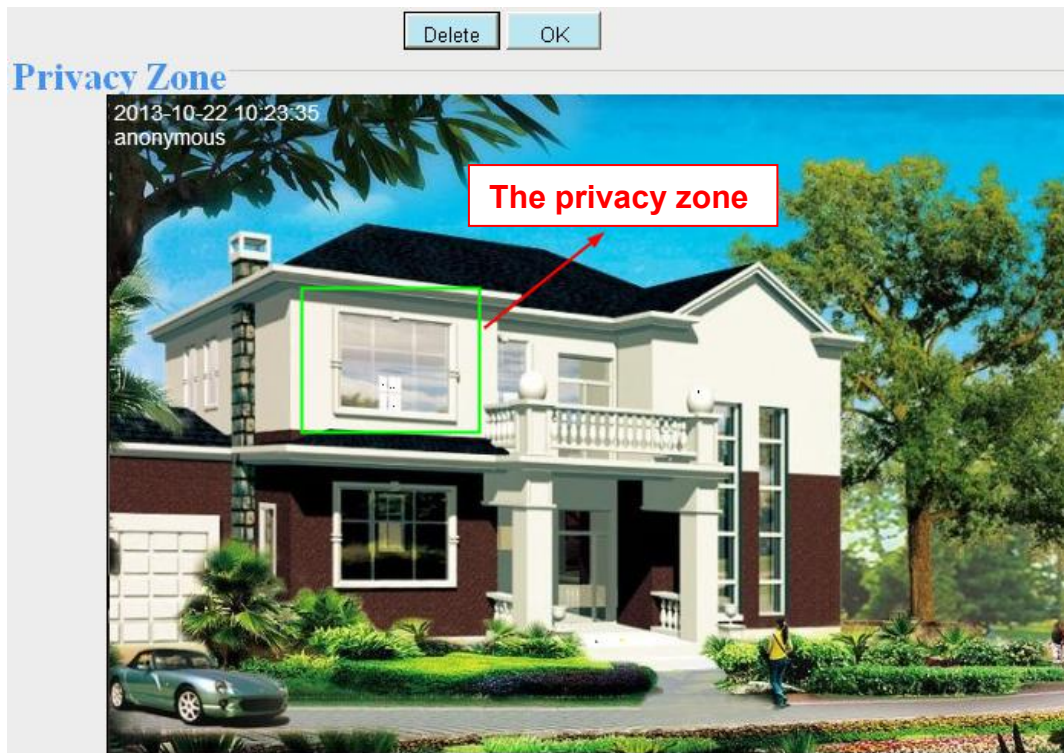 Delete OK
Privacy Zone
2013-10-22 10:23:35
anonymous
The privacy zone